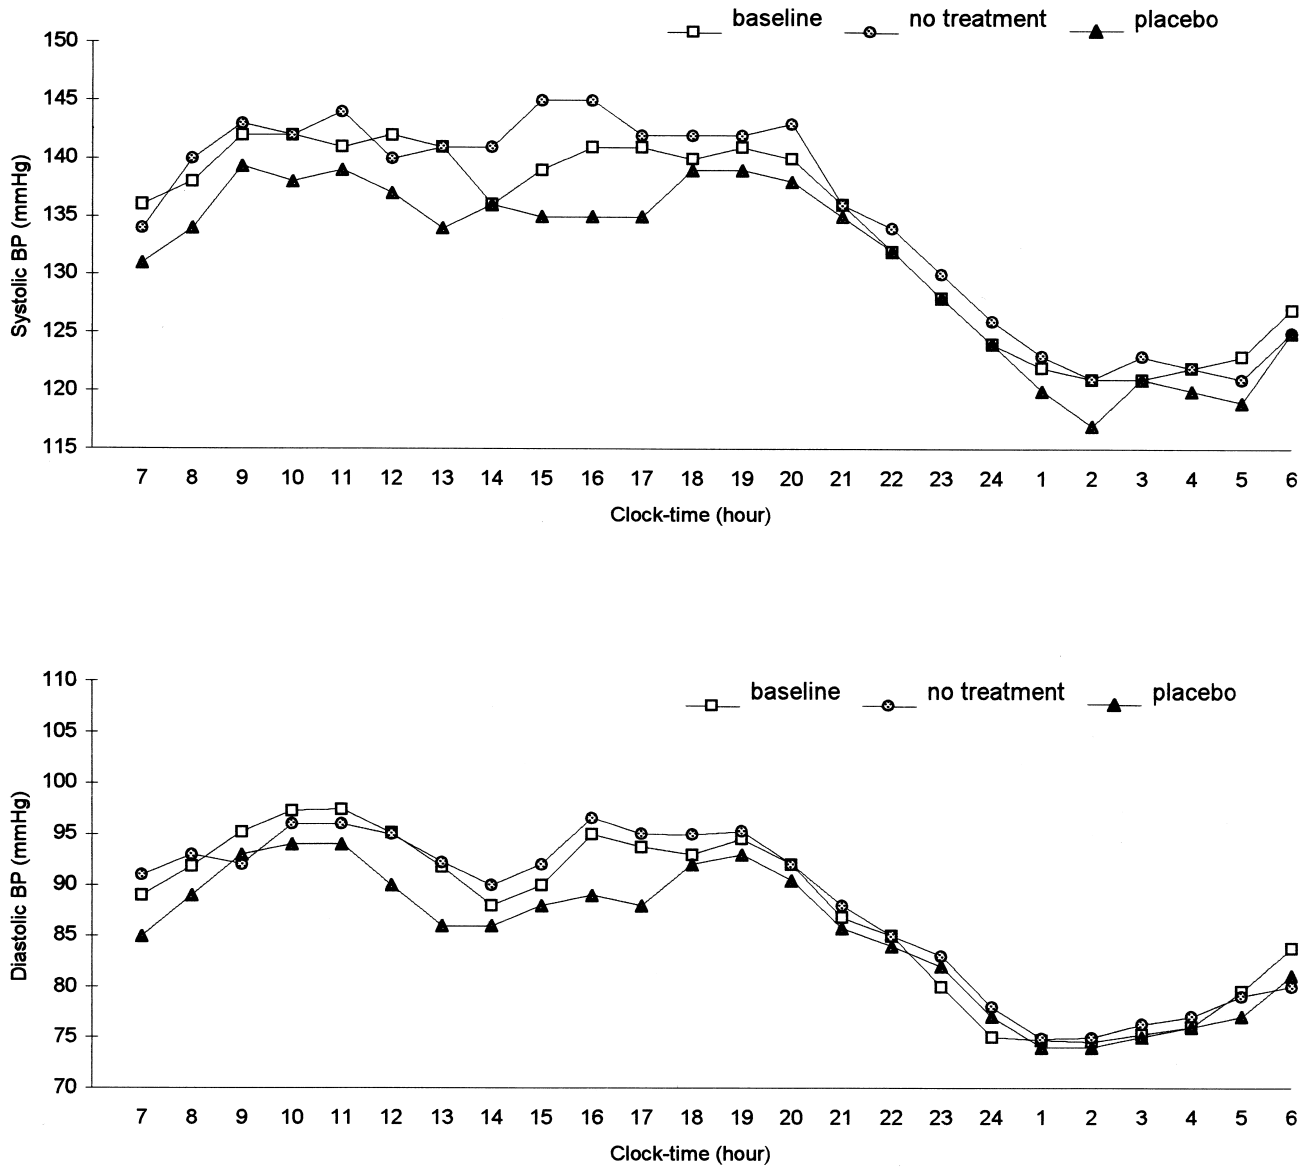 baseline no treatment placebo
150
145
140
135
130
125
120
115
Systolic BP (mmHg)
7 8 9 10 11 12 13 14 15 16 17 18 19 20 21 22 23 24 1 2 3 4 5 6
Clock-time (hour)
baseline no treatment placebo
110
105
100
95
90
85
80
75
70
Diastolic BP (mmHg)
7 8 9 10 11 12 13 14 15 16 17 18 19 20 21 22 23 24 1 2 3 4 5 6
Clock-time (hour)